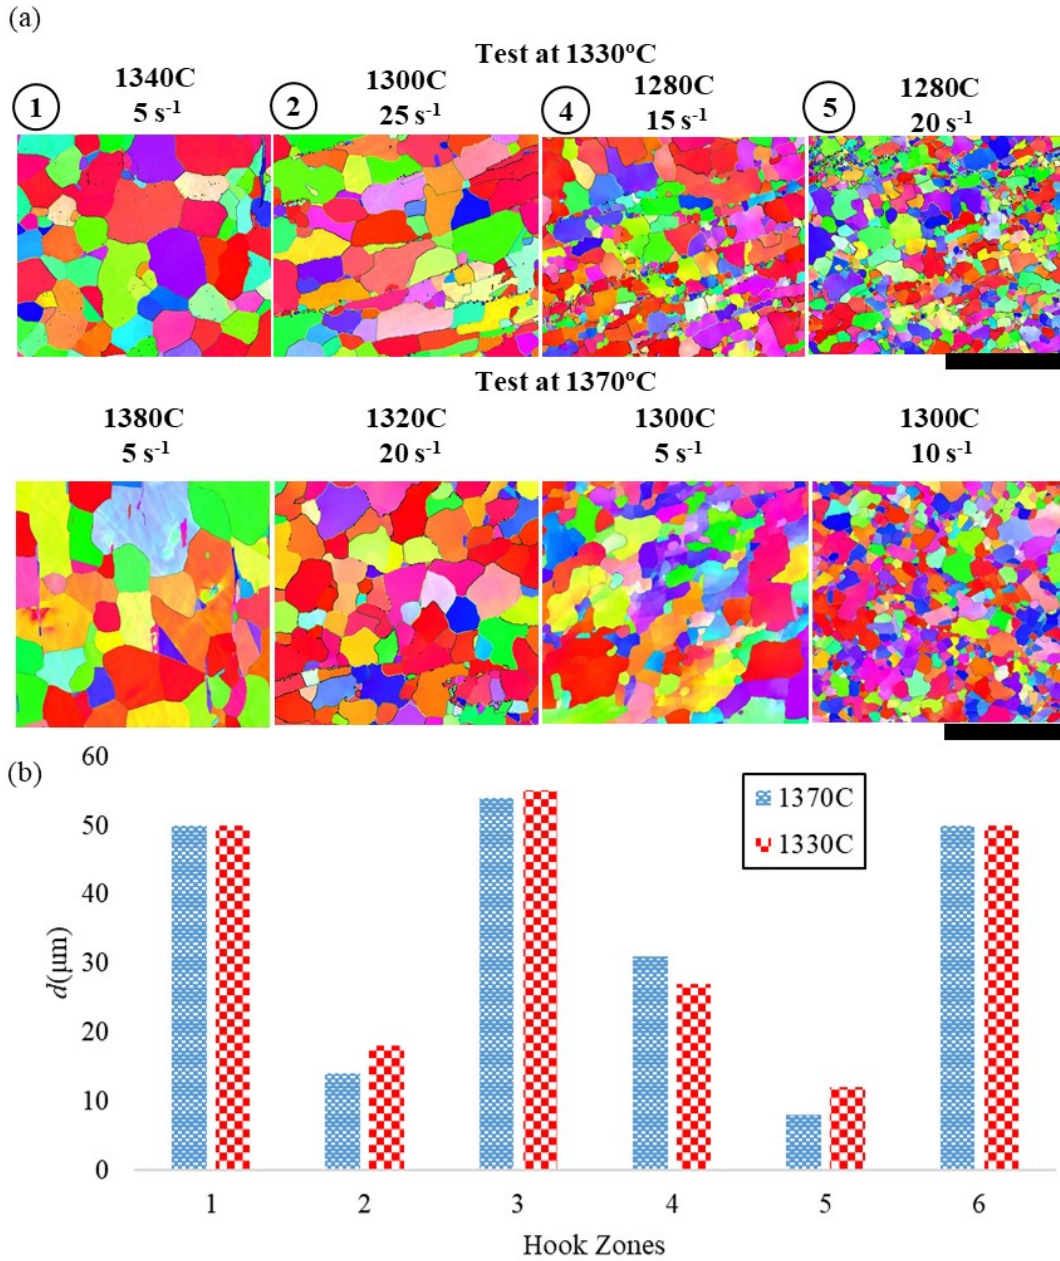 (a)
Test at 1330ºC
1 1340C 2 1300C 4 1280C 5 1280C
5 s-1 25 s-1 15 s-1 20 s-1
Test at 1370ºC
1380C 1320C 1300C 1300C
5 s-1 20 s-1 5 s-1 10 s-1
(b)
60
50
40
30
20
10
0
d(µm)
1370C
1330C
1 2 3 4 5 6
Hook Zones